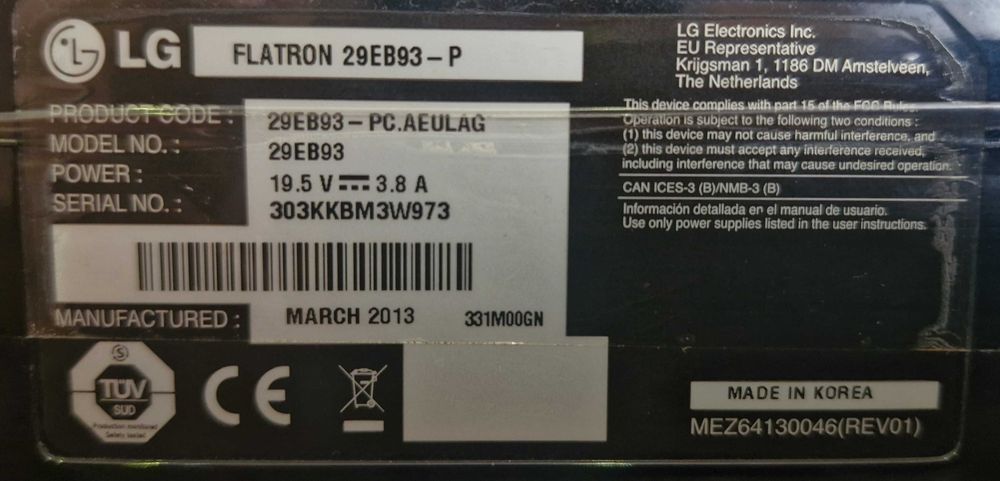 LG FLATRON 29EB93-P
PRODUCT CODE : 29EB93-PC.AEULAG
MODEL NO. : 29EB93
POWER : 19.5 V 3.8 A
SERIAL NO. : 303KKBM3W973
MANUFACTURED : MARCH 2013 331M00GN
LG Electronics Inc.
EU Representative
Krijgsman 1, 1186 DM Amstelveen,
The Netherlands
This device complies with part 15 of the FCC Rules.
Operation is subject to the following two conditions :
(1) this device may not cause harmful interference, and
(2) this device must accept any interference received,
including interference that may cause undesired operation.
CAN ICES-3 (B)/NMB-3 (B)
Información detallada en el manual de usuario.
Use only power supplies listed in the user instructions.
S
TÜV
SUD
Production monitored
Safety tested
CE
MADE IN KOREA
MEZ64130046(REV01)